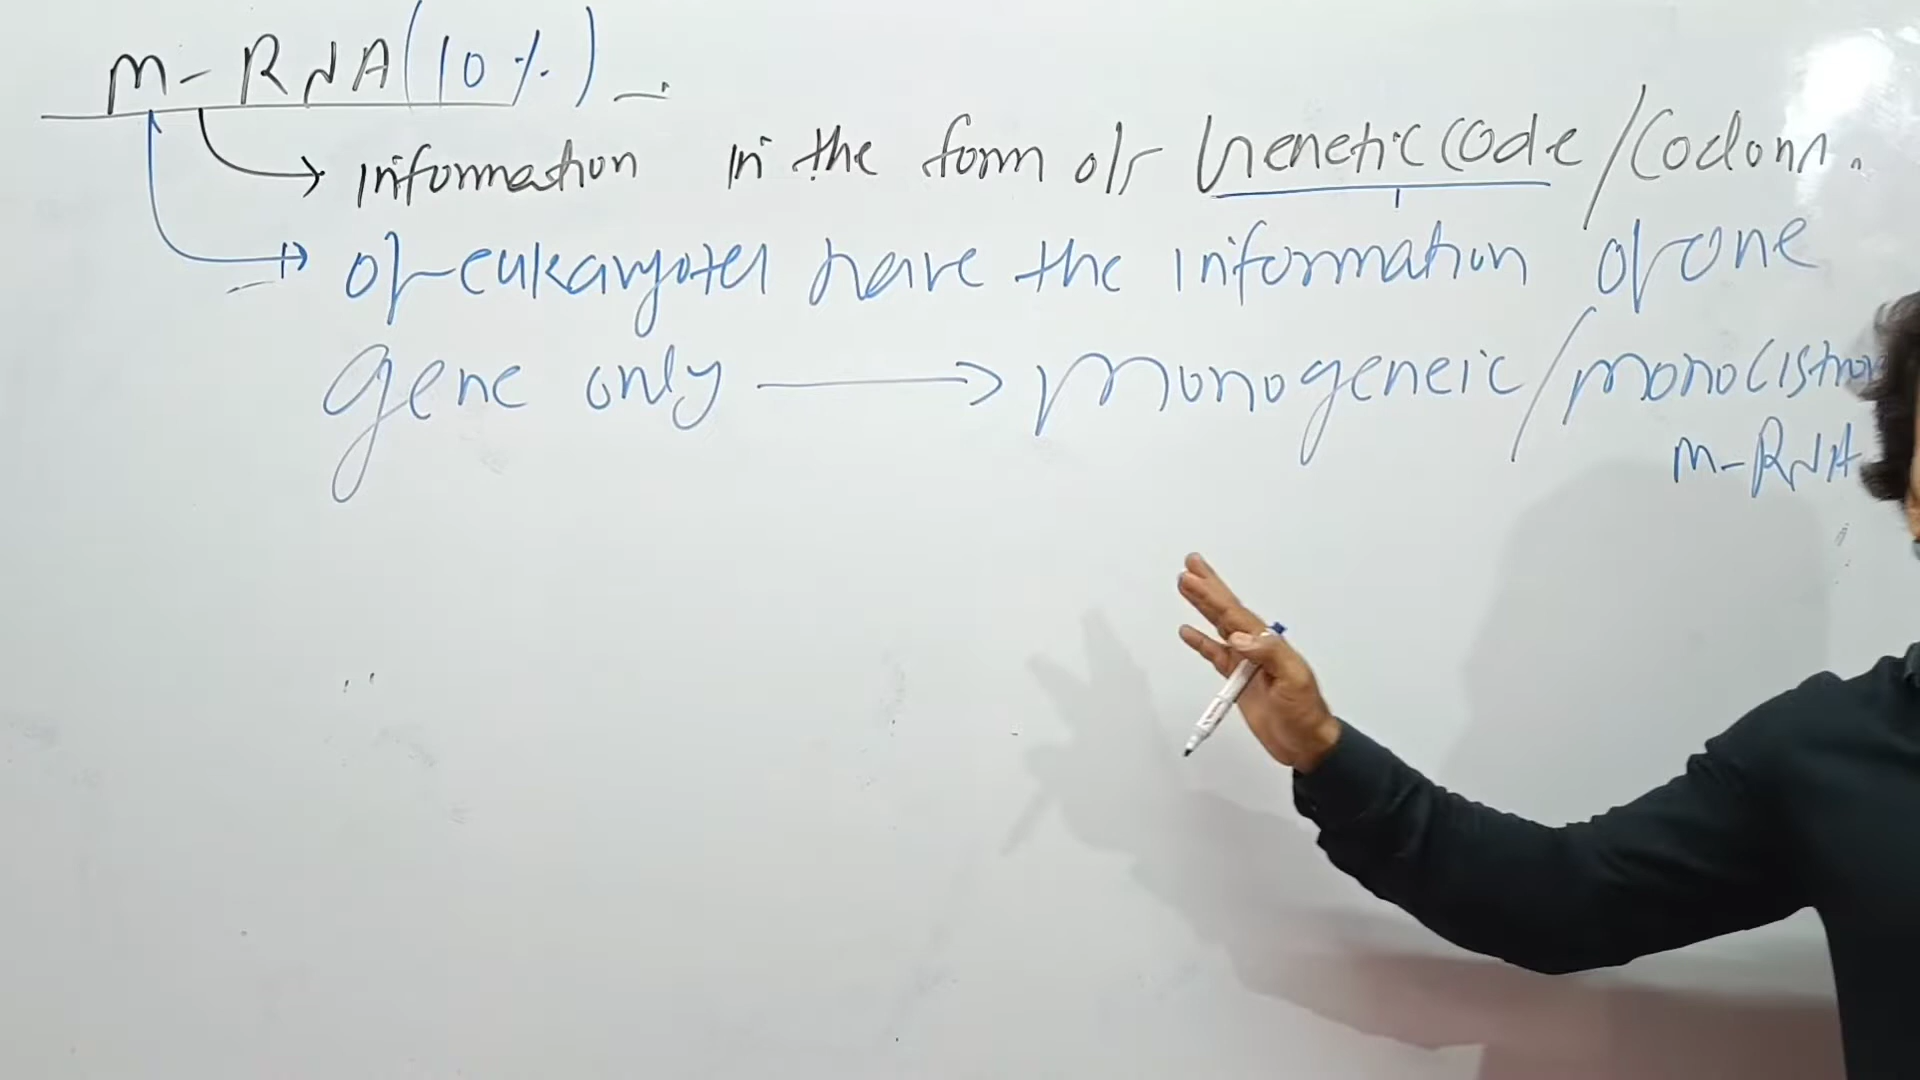 m-RNA (10%) -
information in the form of Genetic code / Codons.
of eukaryotes have the information of one
gene only → Monogeneic / monocistron
m-RNA